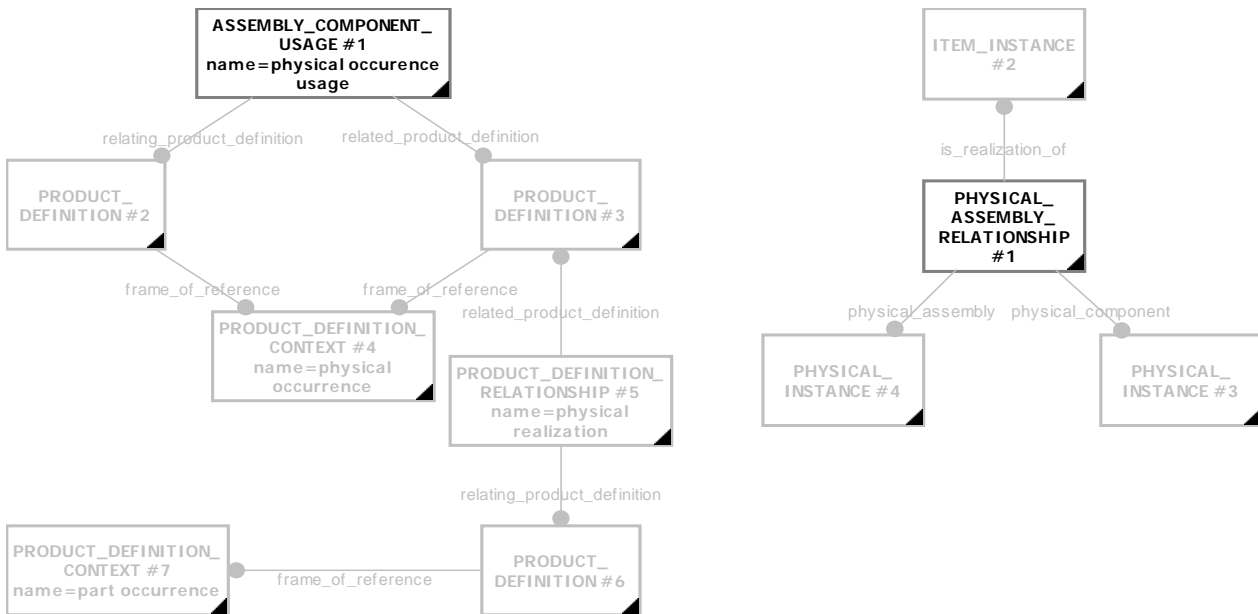 ASSEMBLY_COMPONENT_
USAGE #1
name=physical occurence
usage
relating_product_definition
related_product_definition
PRODUCT_
DEFINITION #2
PRODUCT_
DEFINITION #3
frame_of_reference
frame_of_reference
related_product_definition
PRODUCT_DEFINITION_
CONTEXT #4
name=physical
occurrence
PRODUCT_DEFINITION_
RELATIONSHIP #5
name=physical
realization
relating_product_definition
PRODUCT_DEFINITION_
CONTEXT #7
name=part occurrence
frame_of_reference
PRODUCT_
DEFINITION #6
ITEM_INSTANCE
#2
is_realization_of
PHYSICAL_
ASSEMBLY_
RELATIONSHIP
#1
physical_assembly
physical_component
PHYSICAL_
INSTANCE #4
PHYSICAL_
INSTANCE #3